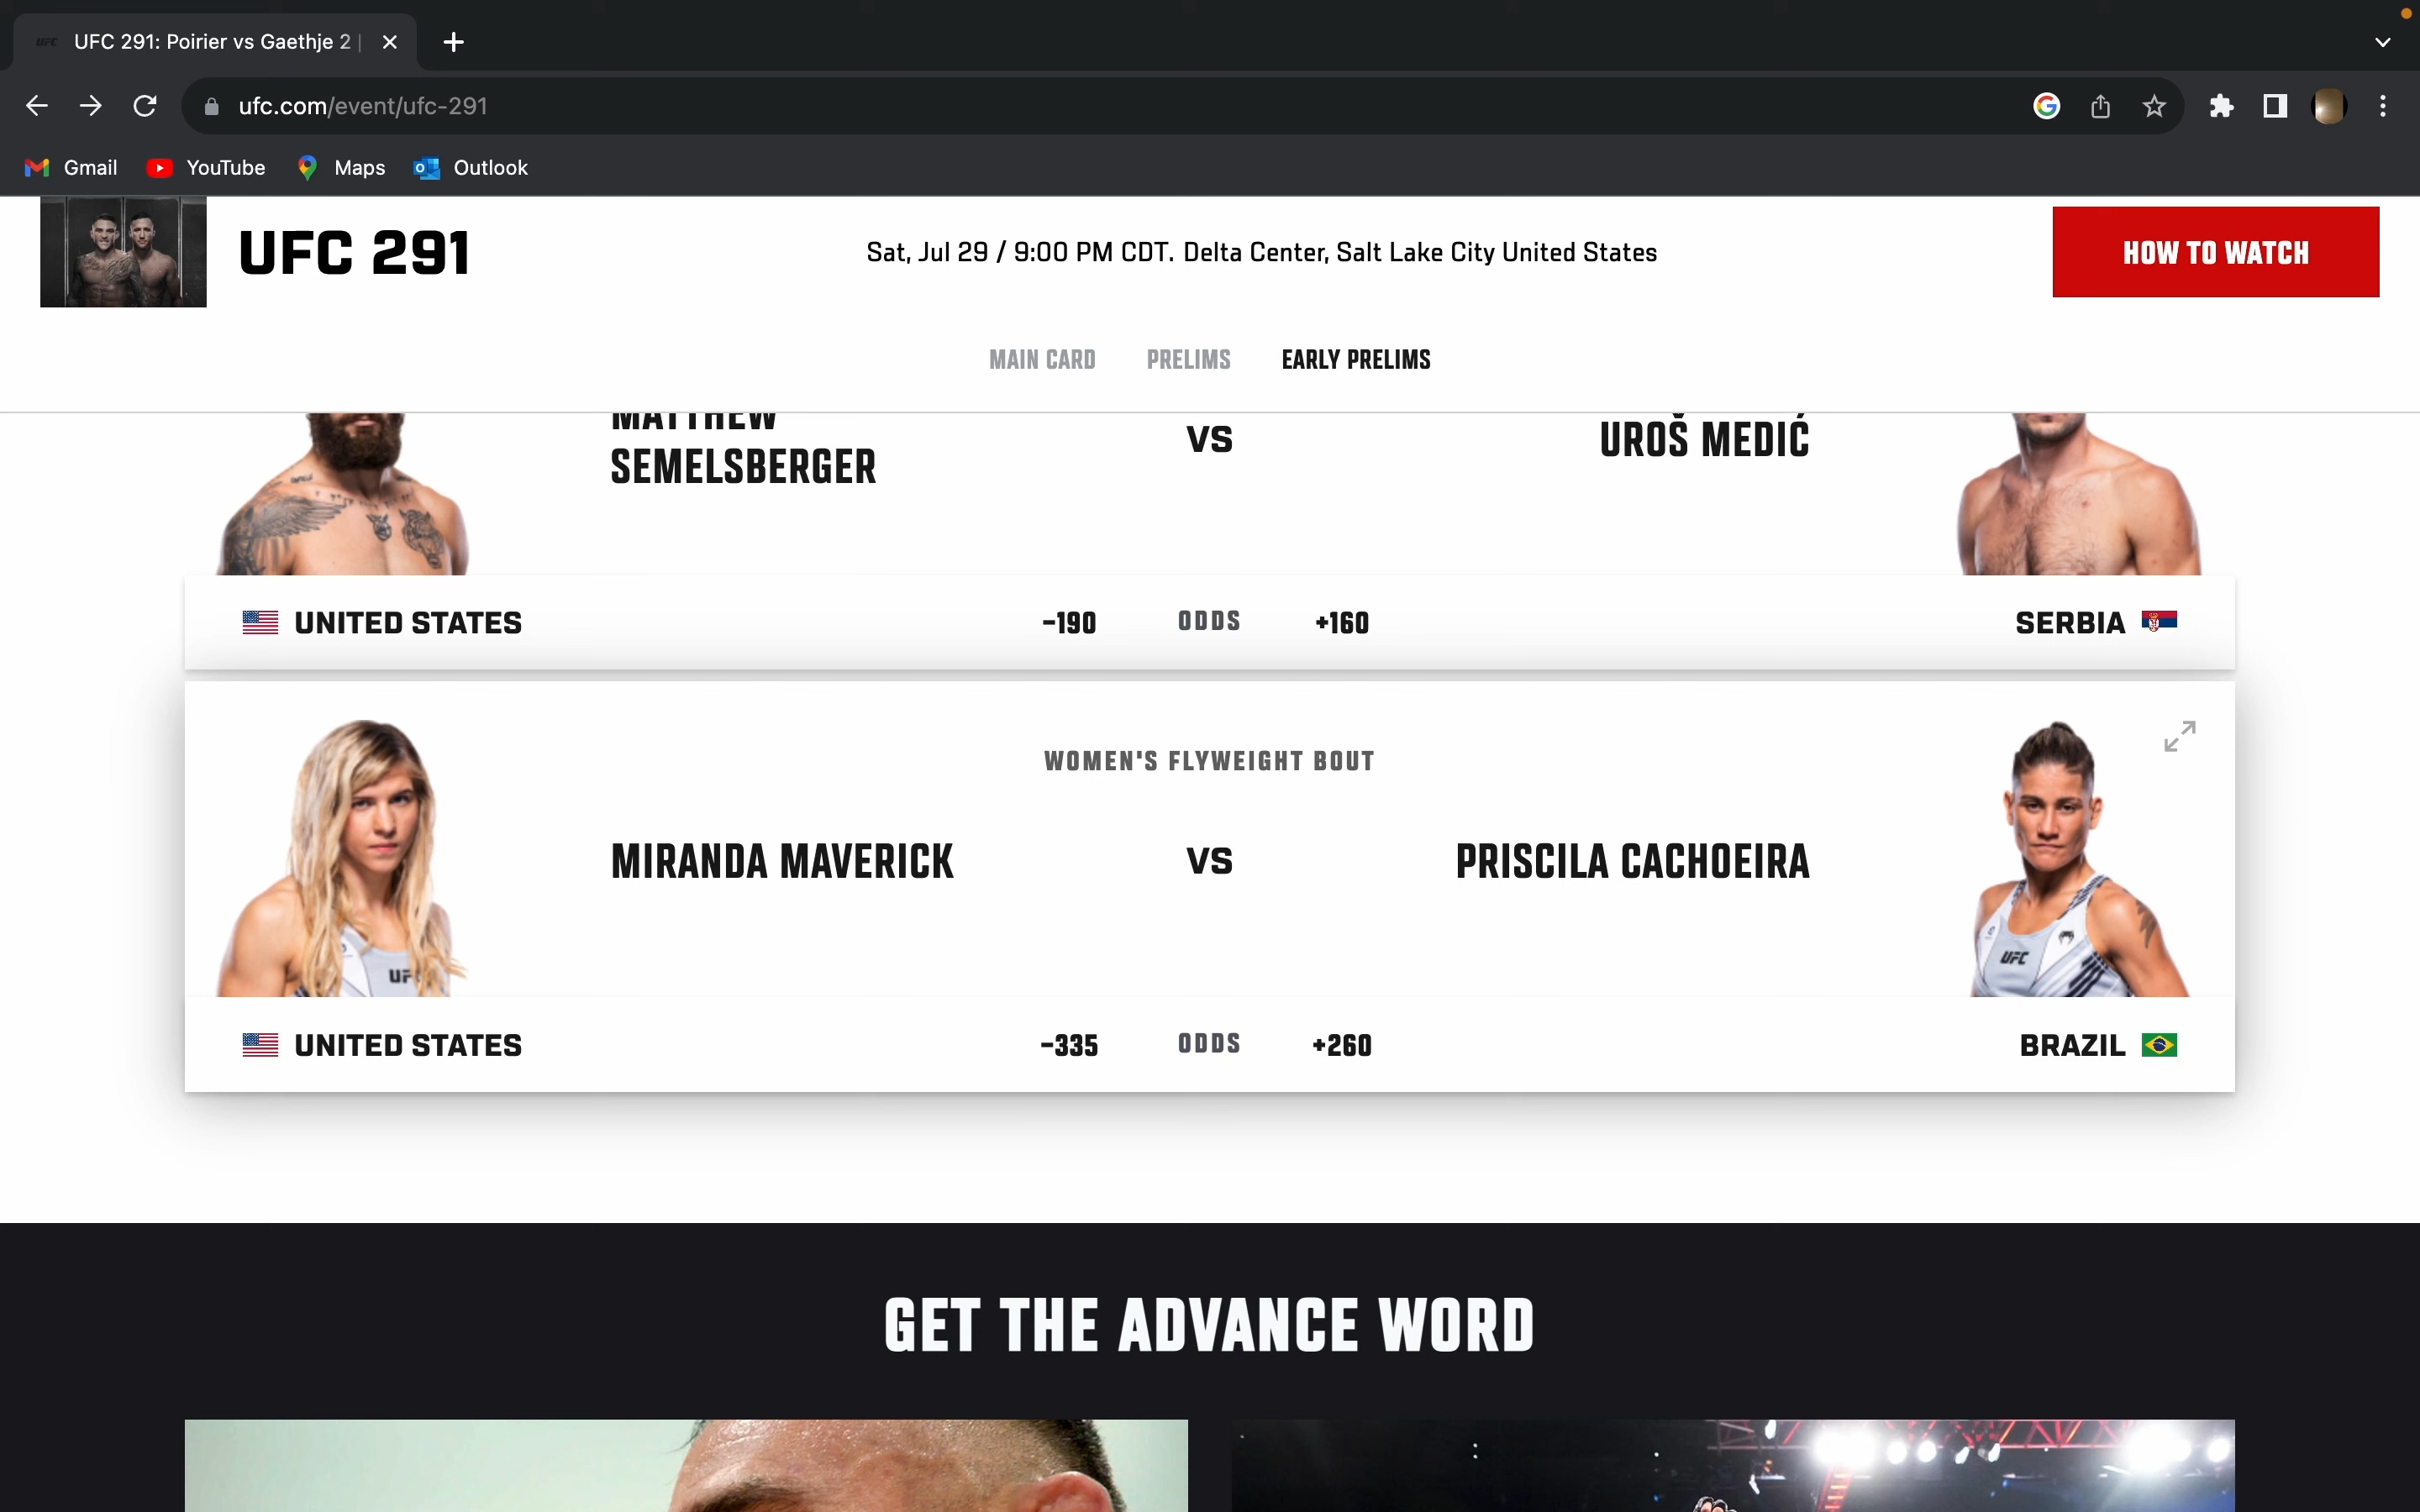 UFC 291: Poirier vs Gaethje 2 |
ufc.com/event/ufc-291
Gmail YouTube Maps Outlook
UFC 291
Sat, Jul 29 / 9:00 PM CDT. Delta Center, Salt Lake City United States
HOW TO WATCH
MAIN CARD PRELIMS EARLY PRELIMS
MATTHEW
SEMELSBERGER
VS
UROŠ MEDIĆ
UNITED STATES -190 ODDS +160 SERBIA
WOMEN'S FLYWEIGHT BOUT
MIRANDA MAVERICK VS PRISCILA CACHOEIRA
UFC
UNITED STATES -335 ODDS +260 BRAZIL
GET THE ADVANCE WORD